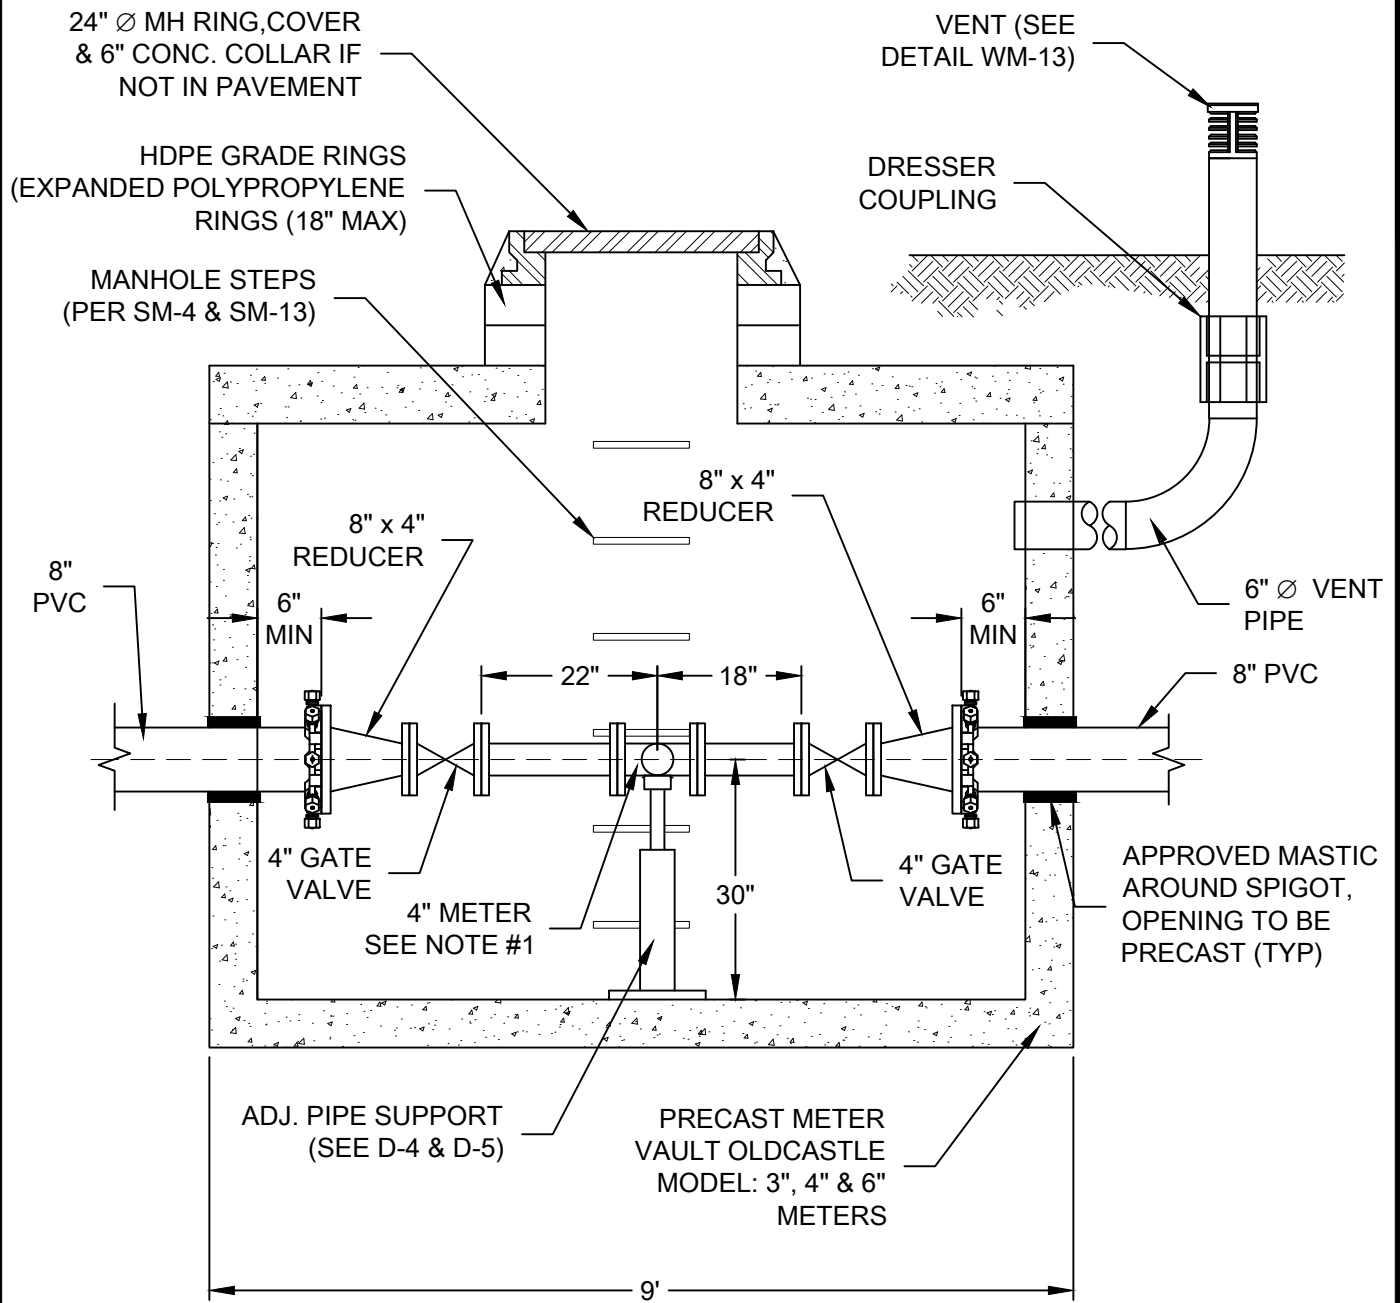 24" Ø MH RING,COVER
& 6" CONC. COLLAR IF
NOT IN PAVEMENT
VENT (SEE
DETAIL WM-13)
HDPE GRADE RINGS
(EXPANDED POLYPROPYLENE
RINGS (18" MAX)
DRESSER
COUPLING
MANHOLE STEPS
(PER SM-4 & SM-13)
8" x 4"
REDUCER
8" x 4"
REDUCER
8"
PVC
6"
MIN
6"
MIN
6" Ø VENT
PIPE
22"
18"
8" PVC
4" GATE
VALVE
4" METER
SEE NOTE #1
30"
4" GATE
VALVE
APPROVED MASTIC
AROUND SPIGOT,
OPENING TO BE
PRECAST (TYP)
ADJ. PIPE SUPPORT
(SEE D-4 & D-5)
PRECAST METER
VAULT OLDCASTLE
MODEL: 3", 4" & 6"
METERS
9'